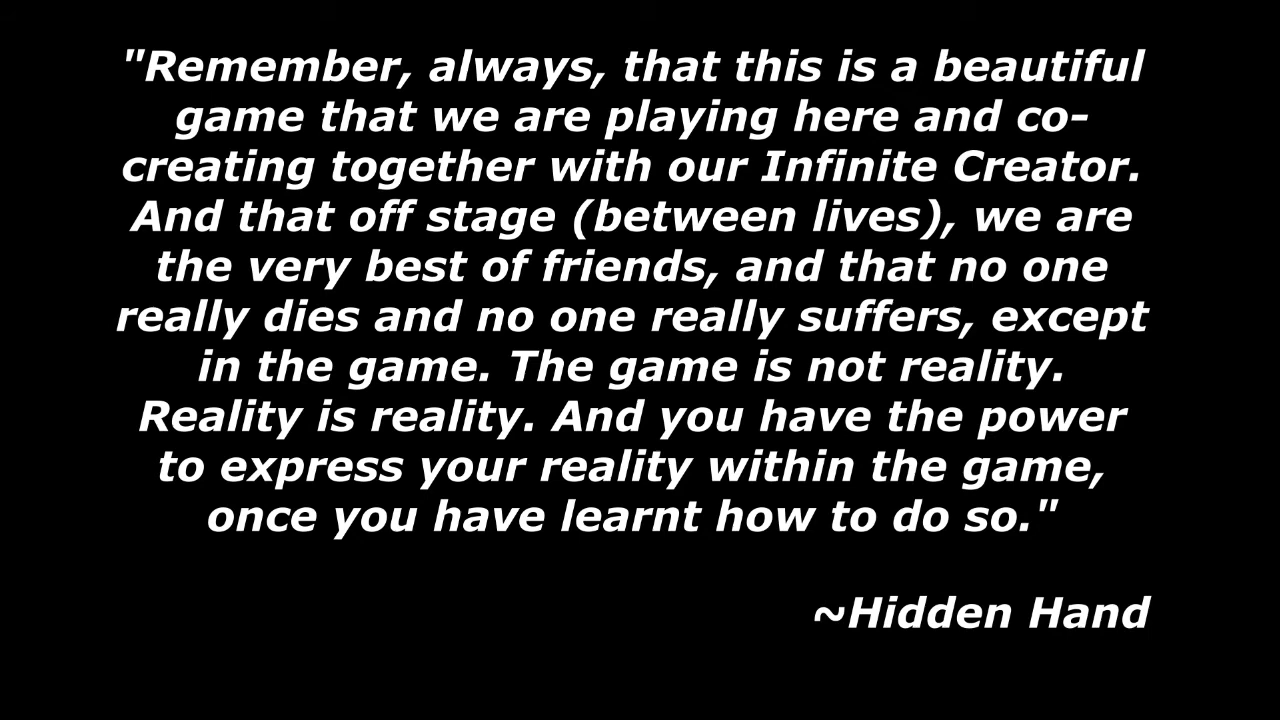 "Remember, always, that this is a beautiful
game that we are playing here and co-
creating together with our Infinite Creator.
And that off stage (between lives), we are
the very best of friends, and that no one
really dies and no one really suffers, except
in the game. The game is not reality.
Reality is reality. And you have the power
to express your reality within the game,
once you have learnt how to do so."
~Hidden Hand